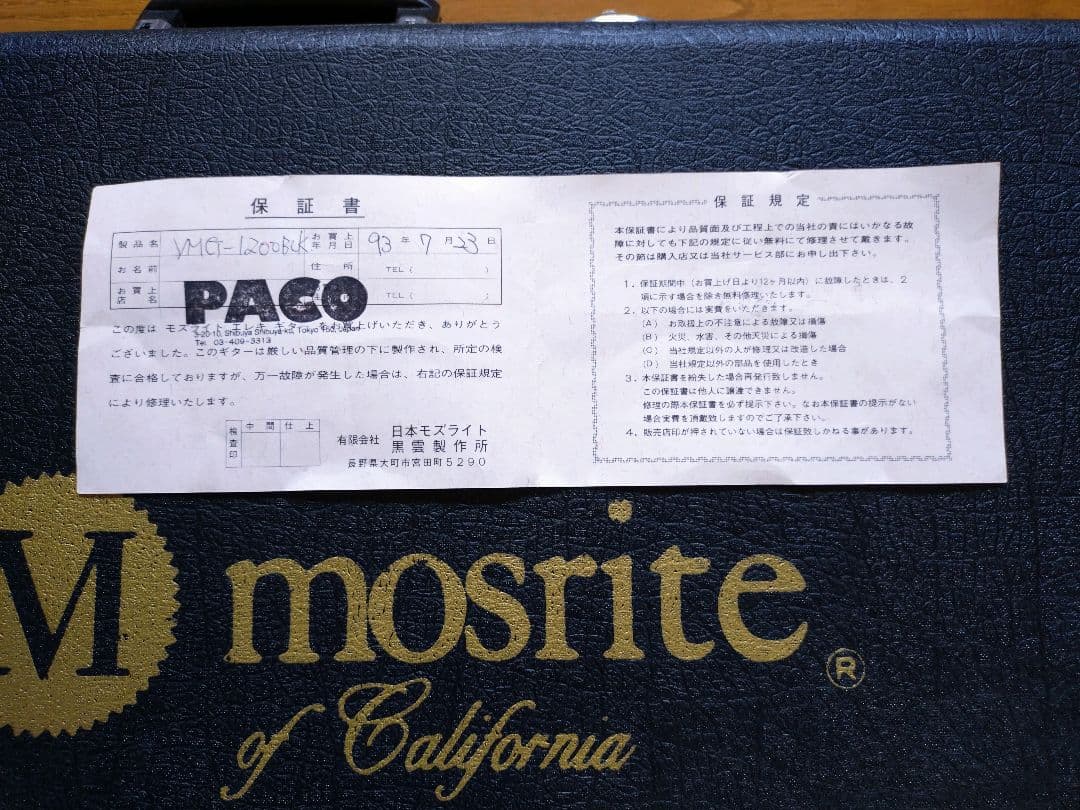 保証書
製品名 VMG-1200BLK お買上年月日 93年7月23日
お名前 住所 TEL( )
お買上店名 TEL( )
PACO
3-20-10, Shibuya Shibuya-ku, Tokyo Japan
Tel. 03-409-3313
この度は モズライト エレキ ギターをお買上げいただき、ありがとう
ございました。このギターは厳しい品質管理の下に製作され、所定の検
査に合格しておりますが、万一故障が発生した場合は、右記の保証規定
により修理いたします。
検査印 中間 仕上
有限会社 日本モズライト
黒雲製作所
長野県大町市宮田町5290
保証規定
本保証書により品質面及び工程上での当社の責にはいかなる故
障に対しても下記の規定に従い無料にて修理させて戴きます。
その節は購入店又は当社サービス部にお申し出下さい。
1．保証期間中（お買上げ日より12ヶ月以内）に故障したときは、2
項に示す場合を除き無料修理いたします。
2．以下の場合には実費をいただきます。
(A) お取扱上の不注意による故障又は損傷
(B) 火災、水害、その他天災による損傷
(C) 当社規定以外の人が修理又は改造した場合
(D) 当社規定以外の部品を使用したとき
3．本保証書を紛失した場合再発行致しません。
この保証書は他人に譲渡できません。
修理の際本保証書を必ず提示下さい。なお本保証書の提示がない
場合実費を頂戴致しますのでご了承下さい。
4．販売店印が押されていない場合は保証致しかねる事があります。
M mosrite ®
of California